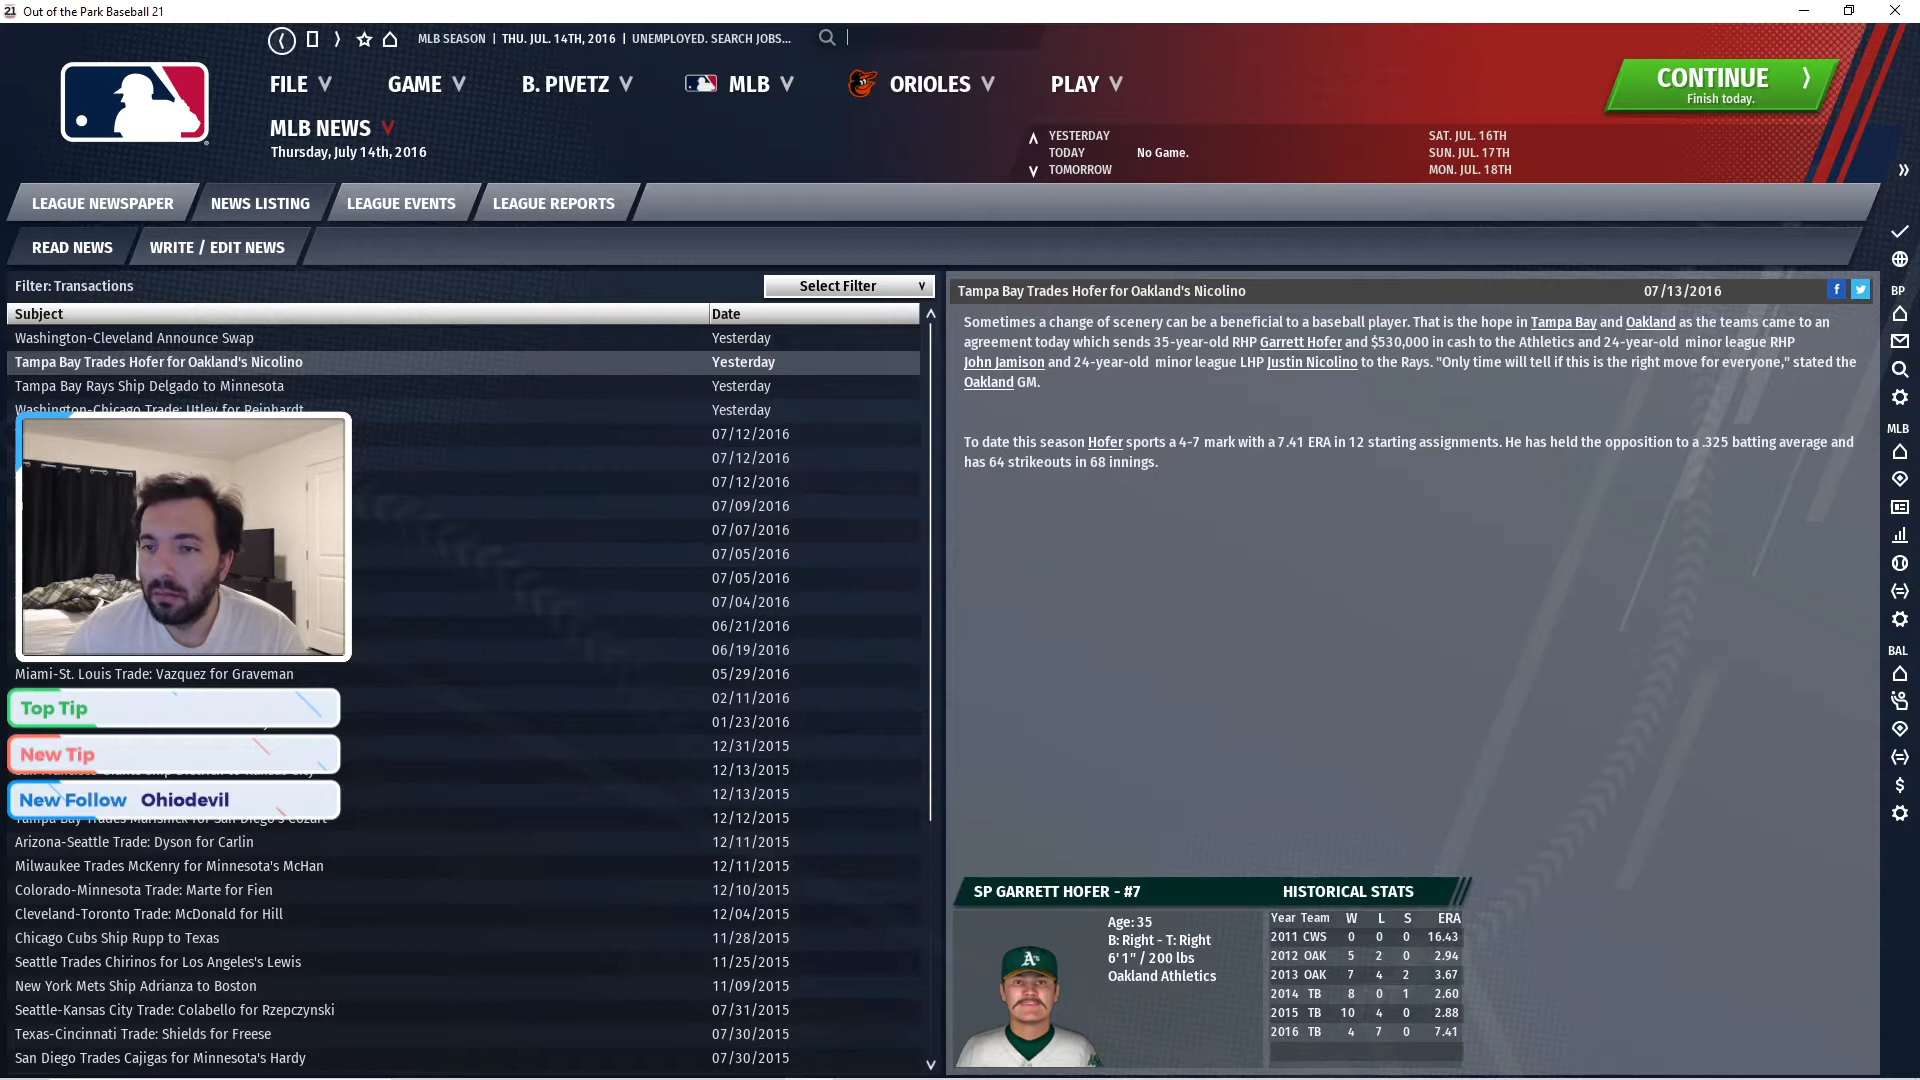 Out of the Park Baseball 21
MLB SEASON | THU. JUL. 14TH, 2016 | UNEMPLOYED. SEARCH JOBS...
FILE GAME B. PIVETZ MLB ORIOLES PLAY
CONTINUE
Finish today.
MLB NEWS
Thursday, July 14th, 2016
YESTERDAY SAT. JUL. 16TH
TODAY No Game. SUN. JUL. 17TH
TOMORROW MON. JUL. 18TH
LEAGUE NEWSPAPER NEWS LISTING LEAGUE EVENTS LEAGUE REPORTS
READ NEWS WRITE / EDIT NEWS
Filter: Transactions Select Filter
Subject Date
Washington-Cleveland Announce Swap Yesterday
Tampa Bay Trades Hofer for Oakland's Nicolino Yesterday
Tampa Bay Rays Ship Delgado to Minnesota Yesterday
Washington-Chicago Trade: Utley for Reinhardt Yesterday
07/12/2016
07/12/2016
07/12/2016
07/09/2016
07/07/2016
07/05/2016
07/05/2016
07/04/2016
06/21/2016
06/19/2016
Miami-St. Louis Trade: Vazquez for Graveman 05/29/2016
02/11/2016
Top Tip
01/23/2016
12/31/2015
New Tip
12/13/2015
12/13/2015
New Follow Ohiodevil
Tampa Bay Trades Marisnick for San Diego's Cozart 12/12/2015
Arizona-Seattle Trade: Dyson for Carlin 12/11/2015
Milwaukee Trades McKenry for Minnesota's McHan 12/11/2015
Colorado-Minnesota Trade: Marte for Fien 12/10/2015
Cleveland-Toronto Trade: McDonald for Hill 12/04/2015
Chicago Cubs Ship Rupp to Texas 11/28/2015
Seattle Trades Chirinos for Los Angeles's Lewis 11/25/2015
New York Mets Ship Adrianza to Boston 11/09/2015
Seattle-Kansas City Trade: Colabello for Rzepczynski 07/31/2015
Texas-Cincinnati Trade: Shields for Freese 07/30/2015
San Diego Trades Cajigas for Minnesota's Hardy 07/30/2015
Tampa Bay Trades Hofer for Oakland's Nicolino 07/13/2016
Sometimes a change of scenery can be a beneficial to a baseball player. That is the hope in Tampa Bay and Oakland as the teams came to an
agreement today which sends 35-year-old RHP Garrett Hofer and $530,000 in cash to the Athletics and 24-year-old minor league RHP
John Jamison and 24-year-old minor league LHP Justin Nicolino to the Rays. "Only time will tell if this is the right move for everyone," stated the
Oakland GM.
To date this season Hofer sports a 4-7 mark with a 7.41 ERA in 12 starting assignments. He has held the opposition to a .325 batting average and
has 64 strikeouts in 68 innings.
SP GARRETT HOFER - #7 HISTORICAL STATS
Age: 35
B: Right - T: Right
6' 1" / 200 lbs
Oakland Athletics
Year Team W L S ERA
2011 CWS 0 0 0 16.43
2012 OAK 5 2 0 2.94
2013 OAK 7 4 2 3.67
2014 TB 8 0 1 2.60
2015 TB 10 4 0 2.88
2016 TB 4 7 0 7.41
BP
MLB
BAL